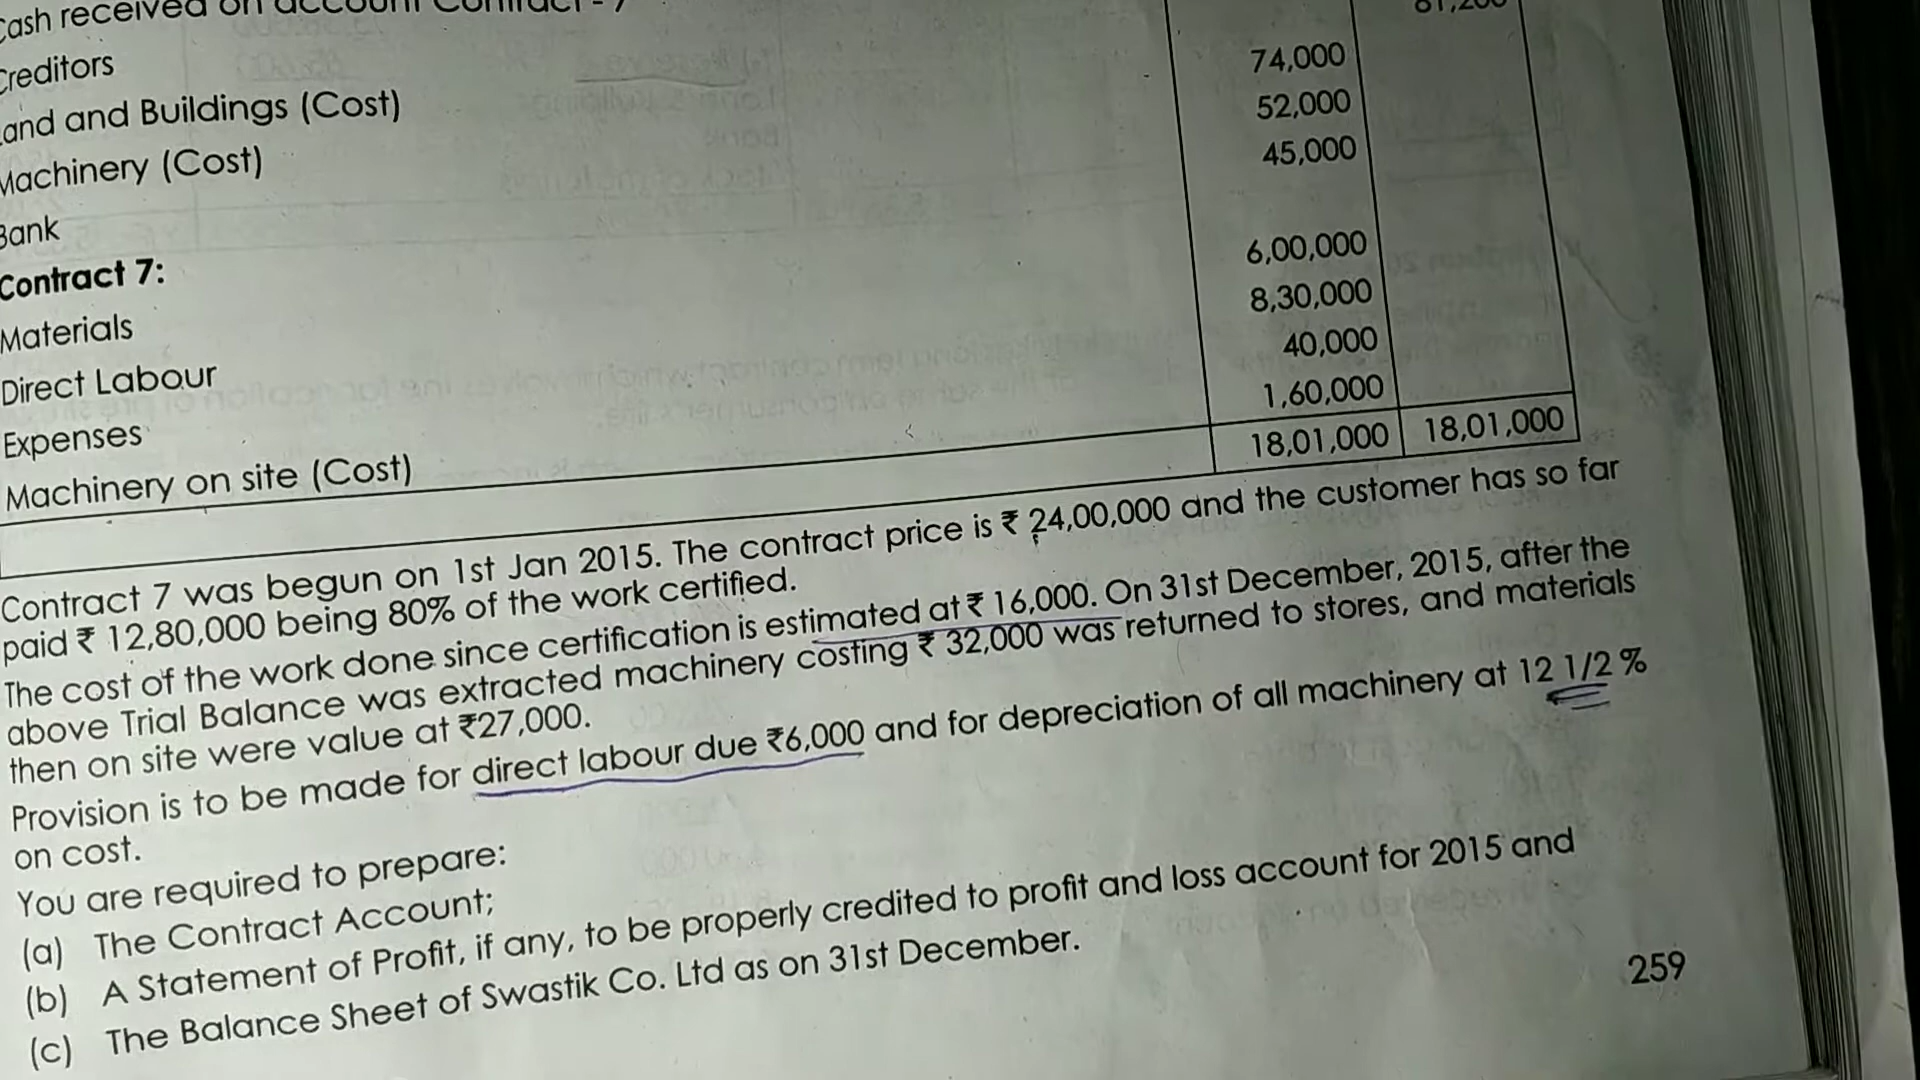 Cash received on account Contract - 7
81,200
Creditors
74,000
Land and Buildings (Cost)
52,000
Machinery (Cost)
45,000
Bank
Contract 7:
6,00,000
Materials
8,30,000
Direct Labour
40,000
Expenses
1,60,000
Machinery on site (Cost)
18,01,000 18,01,000
Contract 7 was begun on 1st Jan 2015. The contract price is ₹ 24,00,000 and the customer has so far
paid ₹ 12,80,000 being 80% of the work certified.
The cost of the work done since certification is estimated at ₹ 16,000. On 31st December, 2015, after the
above Trial Balance was extracted machinery costing ₹ 32,000 was returned to stores, and materials
then on site were value at ₹27,000.
Provision is to be made for direct labour due ₹6,000 and for depreciation of all machinery at 12 1/2 %
on cost.
You are required to prepare:
(a) The Contract Account;
(b) A Statement of Profit, if any, to be properly credited to profit and loss account for 2015 and
(c) The Balance Sheet of Swastik Co. Ltd as on 31st December.
259